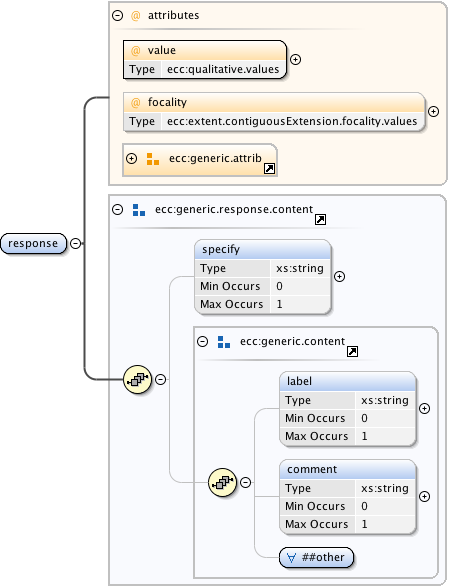 @ attributes
@ value
Type ecc:qualitative.values
@ focality
Type ecc:extent.contiguousExtension.focality.values
ecc:generic.attrib
response
ecc:generic.response.content
specify
Type xs:string
Min Occurs 0
Max Occurs 1
ecc:generic.content
label
Type xs:string
Min Occurs 0
Max Occurs 1
comment
Type xs:string
Min Occurs 0
Max Occurs 1
∀ ##other